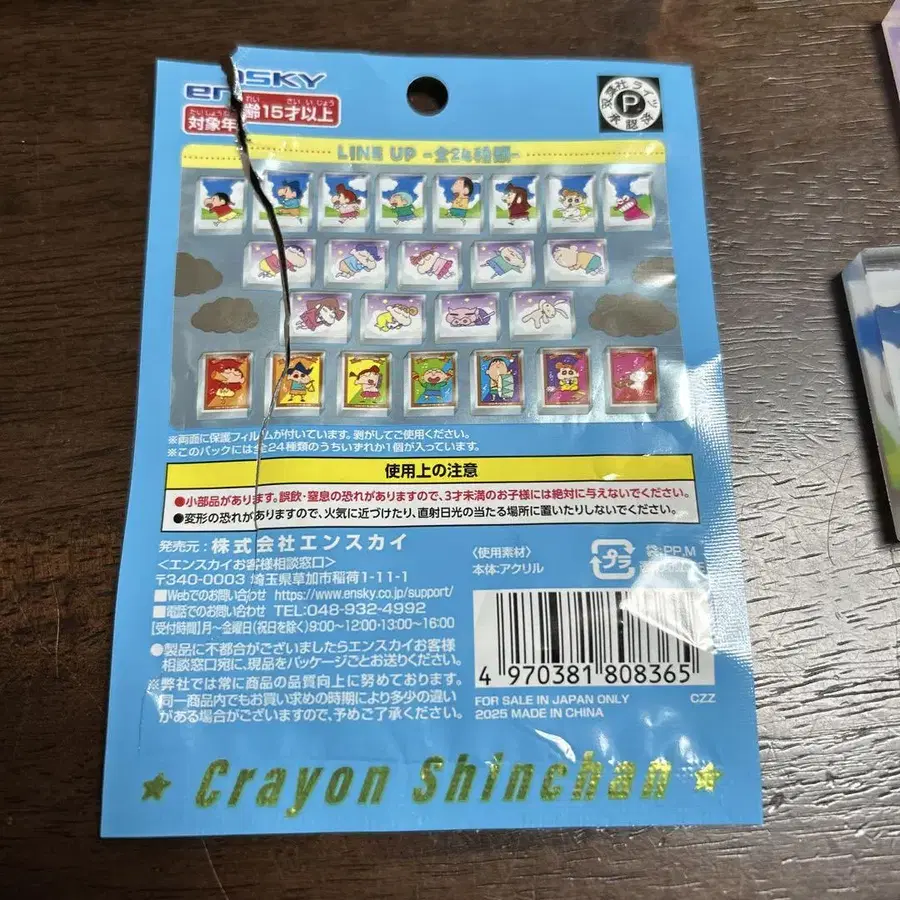 ensky
ENSKY
対象年齢15才以上
たいしょうねんれい さいいじょう
双葉社ライツ
P
承認済
LINE UP -全24種類-
※両面に保護フィルムが付いています。剥がしてご使用ください。
※このパックには全24種類のうちいずれか1個が入っています。
使用上の注意
●小部品があります。誤飲・窒息の恐れがありますので、3才未満のお子様には絶対に与えないでください。
●変形の恐れがありますので、火気に近づけたり、直射日光の当たる場所に置いたりしないでください。
発売元:株式会社エンスカイ
<エンスカイお客様相談窓口>
〒340-0003 埼玉県草加市稲荷1-11-1
■Webでのお問い合わせ https://www.ensky.co.jp/support/
■電話でのお問い合わせ TEL:048-932-4992
[受付時間]月~金曜日(祝日を除く)9:00~12:00・13:00~16:00
●製品に不都合がございましたらエンスカイお客様
相談窓口宛に、現品をパッケージごとお送りください。
※弊社では常に商品の品質向上に努めております。
同一商品内でもお買い求めの時期により多少の違い
がある場合がございますので、予めご了承ください。
《使用素材》
本体:アクリル
プラ
袋:PP,M
4 970381 808365
FOR SALE IN JAPAN ONLY
CZZ
2025 MADE IN CHINA
★ Crayon Shinchan ★